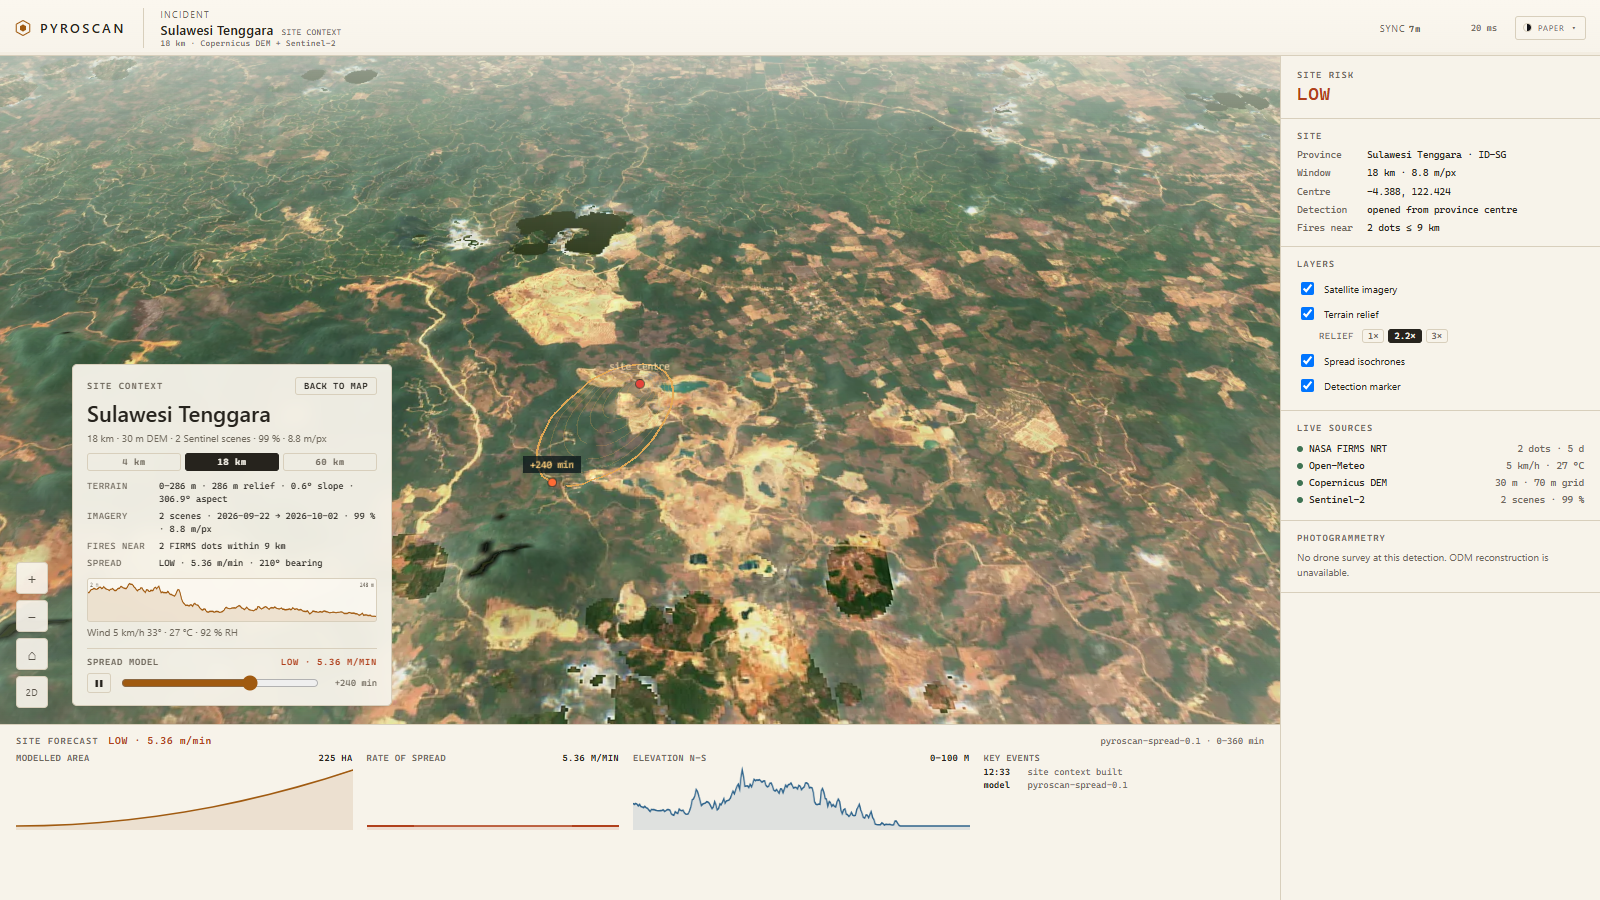 PYROSCAN
INCIDENT
Sulawesi Tenggara SITE CONTEXT
18 km · Copernicus DEM + Sentinel-2
SYNC 7m
20 ms
PAPER
site centre
+240 min
SITE CONTEXT
BACK TO MAP
Sulawesi Tenggara
18 km · 30 m DEM · 2 Sentinel scenes · 99 % · 8.8 m/px
4 km
18 km
60 km
TERRAIN 0–286 m · 286 m relief · 0.6° slope ·
306.9° aspect
IMAGERY 2 scenes · 2026-09-22 → 2026-10-02 · 99 %
· 8.8 m/px
FIRES NEAR 2 FIRMS dots within 9 km
SPREAD LOW · 5.36 m/min · 210° bearing
240 m
Wind 5 km/h 33° · 27 °C · 92 % RH
SPREAD MODEL LOW · 5.36 M/MIN
+240 min
+
−
2D
SITE RISK
LOW
SITE
Province Sulawesi Tenggara · ID-SG
Window 18 km · 8.8 m/px
Centre −4.388, 122.424
Detection opened from province centre
Fires near 2 dots ≤ 9 km
LAYERS
Satellite imagery
Terrain relief
RELIEF 1× 2.2× 3×
Spread isochrones
Detection marker
LIVE SOURCES
NASA FIRMS NRT 2 dots · 5 d
Open-Meteo 5 km/h · 27 °C
Copernicus DEM 30 m · 70 m grid
Sentinel-2 2 scenes · 99 %
PHOTOGRAMMETRY
No drone survey at this detection. ODM reconstruction is
unavailable.
SITE FORECAST LOW · 5.36 m/min
pyroscan-spread-0.1 · 0–360 min
MODELLED AREA 225 HA
RATE OF SPREAD 5.36 M/MIN
ELEVATION N–S 0–100 M
KEY EVENTS
12:33 site context built
model pyroscan-spread-0.1